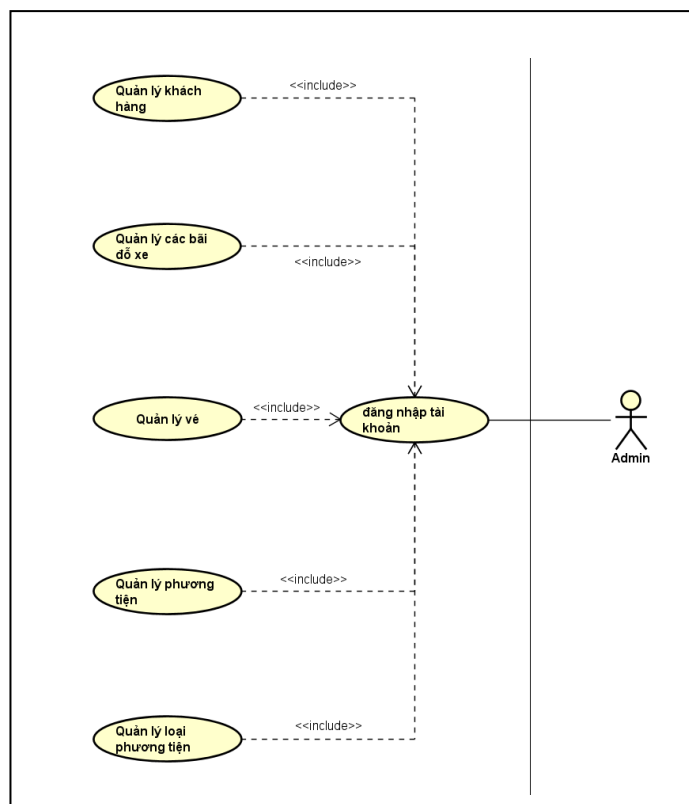 Quản lý khách
hàng
<<include>>
Quản lý các bãi
đỗ xe
<<include>>
Quản lý vé
<<include>>
đăng nhập tài
khoản
Admin
Quản lý phương
tiện
<<include>>
Quản lý loại
phương tiện
<<include>>